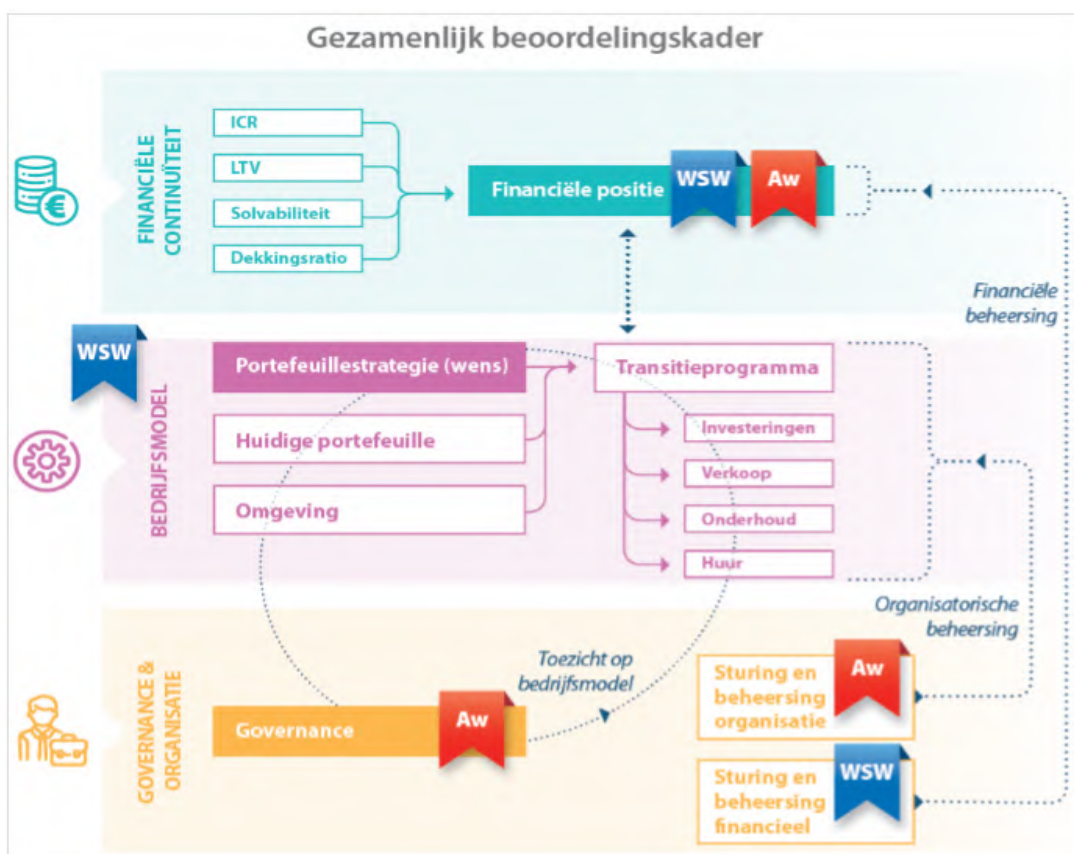 Gezamenlijk beoordelingskader
FINANCIËLE
CONTINUÏTEIT
ICR
LTV
Solvabiliteit
Dekkingsratio
Financiële positie
WSW
Aw
Financiële
beheersing
WSW
BEDRIJFSMODEL
Portefeuillestrategie (wens)
Huidige portefeuille
Omgeving
Transitieprogramma
Investeringen
Verkoop
Onderhoud
Huur
Organisatorische
beheersing
GOVERNANCE &
ORGANISATIE
Governance
Aw
Toezicht op
bedrijfsmodel
Sturing en
beheersing
organisatie
Aw
Sturing en
beheersing
financieel
WSW